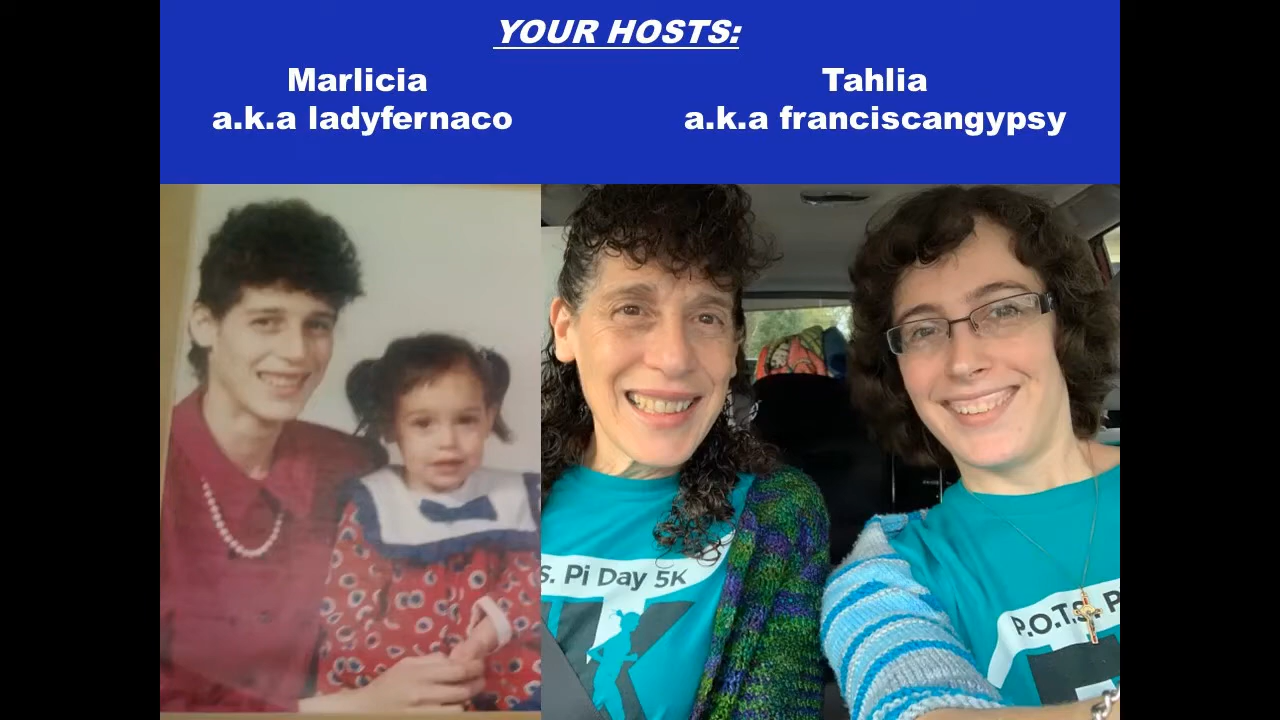 YOUR HOSTS:
Marlicia
a.k.a ladyfernaco
Tahlia
a.k.a franciscangypsy
S. Pi Day 5K
P.O.T.S. P